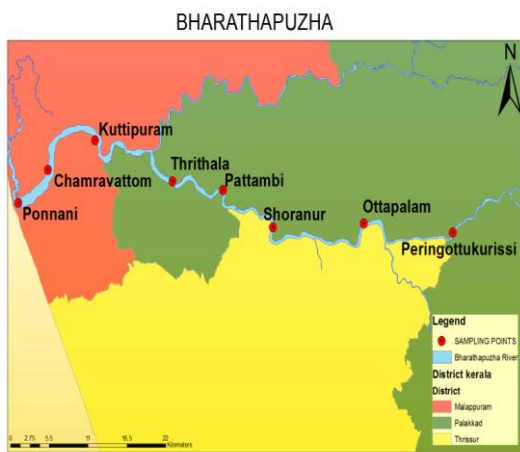 BHARATHAPUZHA
N
Kuttipuram
Thrithala
Chamravattom
Pattambi
Ponnani
Shoranur
Ottapalam
Peringottukurissi
Legend
SAMPLING POINTS
Bharathapuzha River
District kerala
District
Malappuram
Palakkad
Thrissur
0 2.75 5.5 11 16.5 22
Kilometers